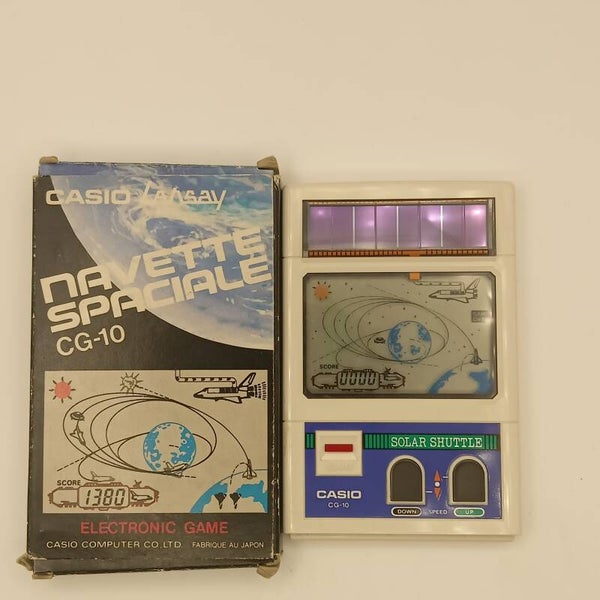 CASIO
NAVETTE
SPACIALE
CG-10
SCORE
1380
ELECTRONIC GAME
CASIO COMPUTER CO.LTD. FABRIQUE AU JAPON
SCORE
0000
SOLAR SHUTTLE
CASIO
CG-10
DOWN SPEED UP